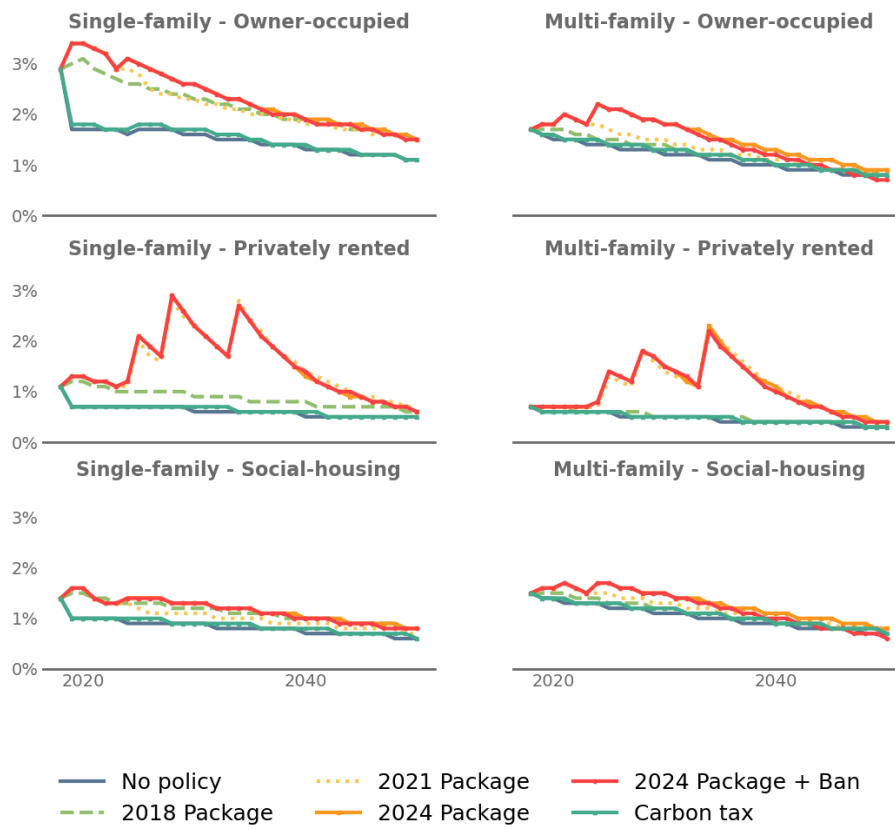 Single-family - Owner-occupied
Multi-family - Owner-occupied
3%
2%
1%
0%
Single-family - Privately rented
Multi-family - Privately rented
3%
2%
1%
0%
Single-family - Social-housing
Multi-family - Social-housing
3%
2%
1%
0%
2020 2040
2020 2040
No policy 2021 Package 2024 Package + Ban
2018 Package 2024 Package Carbon tax